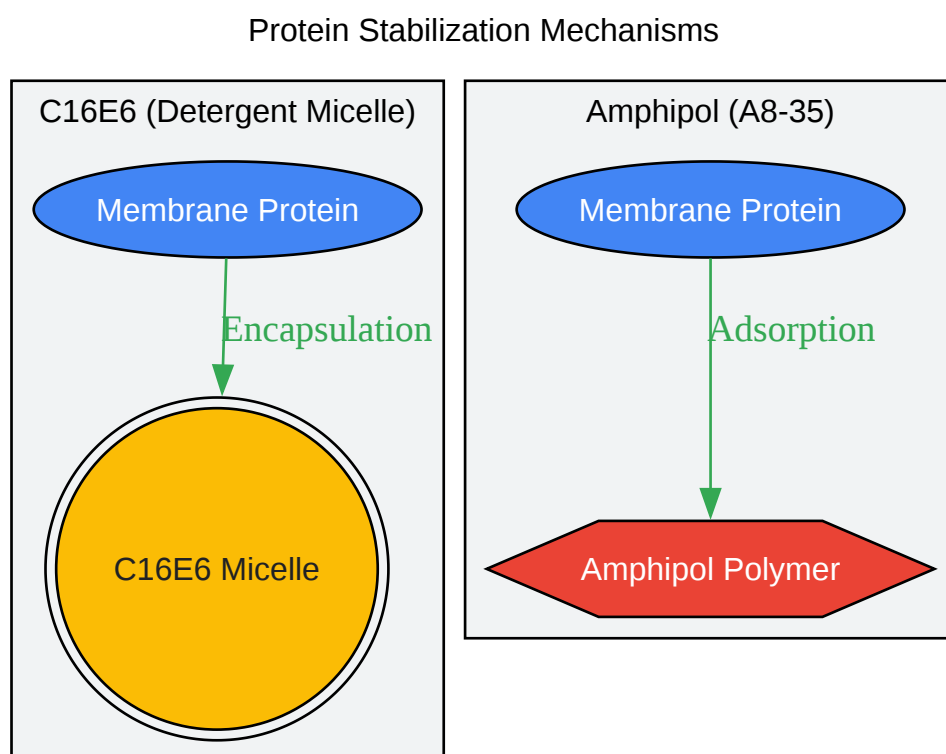 Protein Stabilization Mechanisms
C16E6 (Detergent Micelle)
Membrane Protein
Encapsulation
C16E6 Micelle
Amphipol (A8-35)
Membrane Protein
Adsorption
Amphipol Polymer